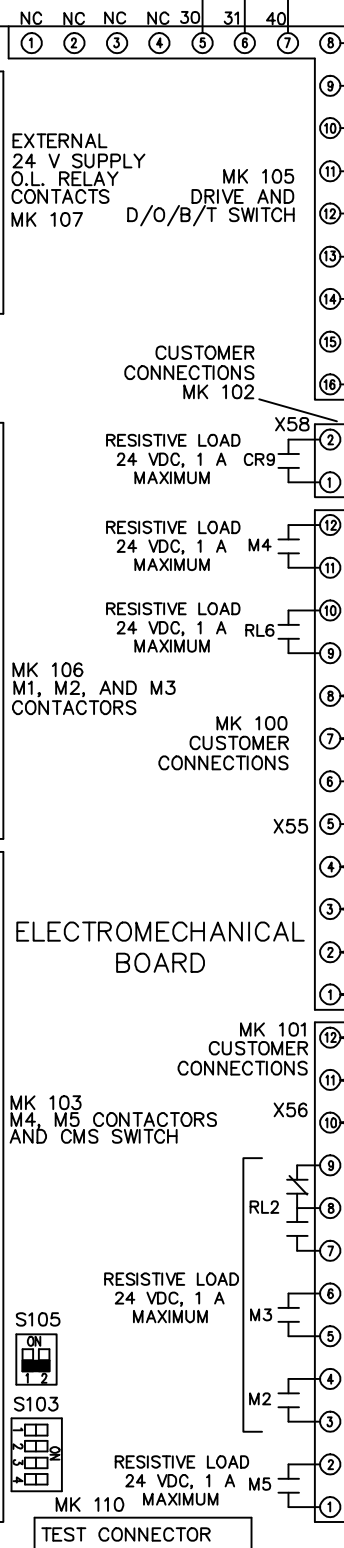 NC NC NC NC 30 31 40
1 2 3 4 5 6 7 8
9
10
11
12
13
14
15
16
EXTERNAL
24 V SUPPLY
O.L. RELAY
CONTACTS
MK 107
MK 105
DRIVE AND
D/O/B/T SWITCH
CUSTOMER
CONNECTIONS
MK 102
X58
RESISTIVE LOAD
24 VDC, 1 A
MAXIMUM
CR9
2
1
RESISTIVE LOAD
24 VDC, 1 A
MAXIMUM
M4
12
11
RESISTIVE LOAD
24 VDC, 1 A
MAXIMUM
RL6
10
9
MK 106
M1, M2, AND M3
CONTACTORS
8
MK 100
CUSTOMER
CONNECTIONS
7
6
X55
5
4
3
2
1
ELECTROMECHANICAL
BOARD
MK 101
CUSTOMER
CONNECTIONS
12
11
X56
10
MK 103
M4, M5 CONTACTORS
AND CMS SWITCH
9
RL2
8
7
RESISTIVE LOAD
24 VDC, 1 A
MAXIMUM
6
M3
5
4
M2
3
S105
ON
1 2
S103
1
2
3
4
ON
RESISTIVE LOAD
24 VDC, 1 A
MAXIMUM
M5
2
1
MK 110
TEST CONNECTOR